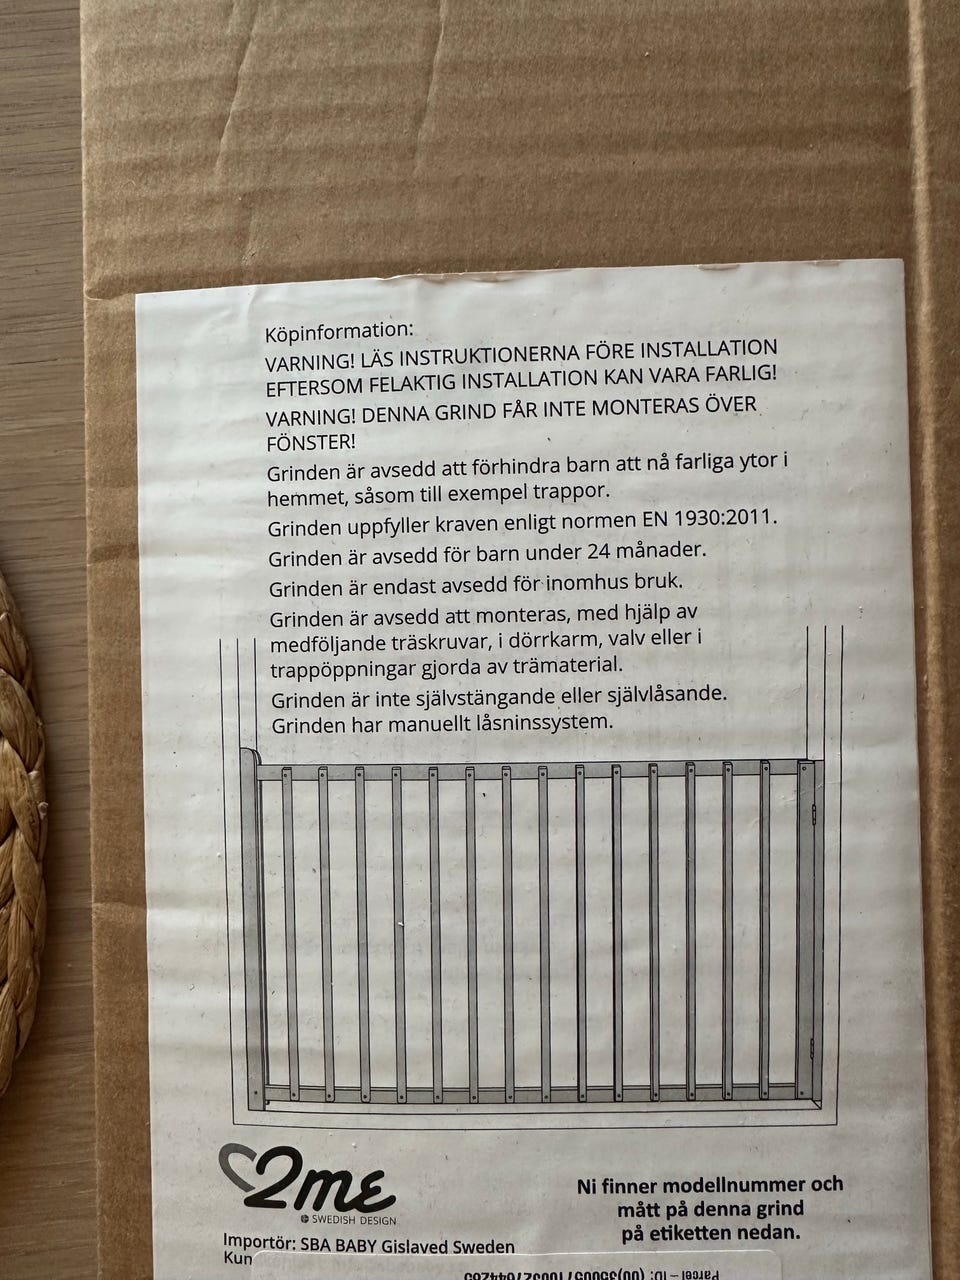 Köpinformation:
VARNING! LÄS INSTRUKTIONERNA FÖRE INSTALLATION
EFTERSOM FELAKTIG INSTALLATION KAN VARA FARLIG!
VARNING! DENNA GRIND FÅR INTE MONTERAS ÖVER
FÖNSTER!
Grinden är avsedd att förhindra barn att nå farliga ytor i
hemmet, såsom till exempel trappor.
Grinden uppfyller kraven enligt normen EN 1930:2011.
Grinden är avsedd för barn under 24 månader.
Grinden är endast avsedd för inomhus bruk.
Grinden är avsedd att monteras, med hjälp av
medföljande träskruvar, i dörrkarm, valv eller i
trappöppningar gjorda av trämaterial.
Grinden är inte självstängande eller självlåsande.
Grinden har manuellt låsninssystem.
2me
SWEDISH DESIGN
Ni finner modellnummer och
mått på denna grind
på etiketten nedan.
Importör: SBA BABY Gislaved Sweden
Kun
Parcel – ID: